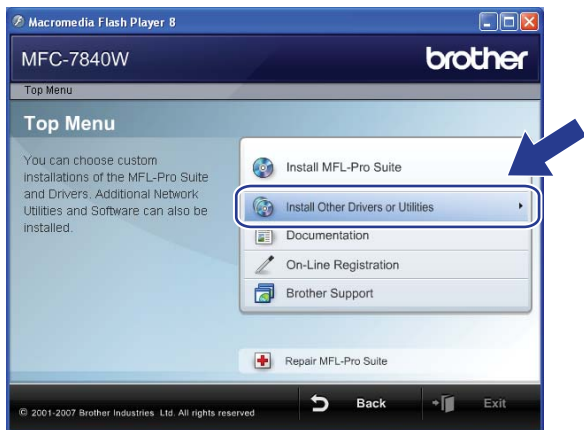 Macromedia Flash Player 8
MFC-7840W
brother
Top Menu
Top Menu
You can choose custom
installations of the MFL-Pro Suite
and Drivers. Additional Network
Utilities and Software can also be
installed.
Install MFL-Pro Suite
Install Other Drivers or Utilities
Documentation
On-Line Registration
Brother Support
Repair MFL-Pro Suite
© 2001-2007 Brother Industries Ltd. All rights reserved
Back
Exit